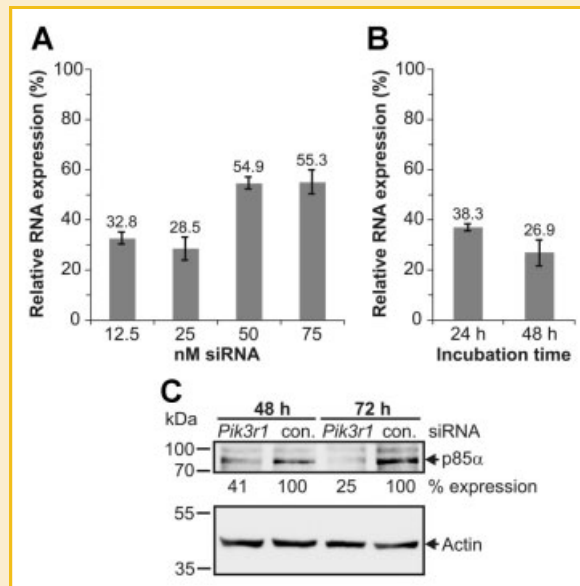 A
Relative RNA expression (%)
100
80
60
40
20
0
32.8
28.5
54.9
55.3
12.5 25 50 75
nM siRNA
B
Relative RNA expression (%)
100
80
60
40
20
0
38.3
26.9
24 h 48 h
Incubation time
C
48 h 72 h
kDa Pik3r1 con. Pik3r1 con. siRNA
100
70
p85α
41 100 25 100 % expression
55
Actin
35